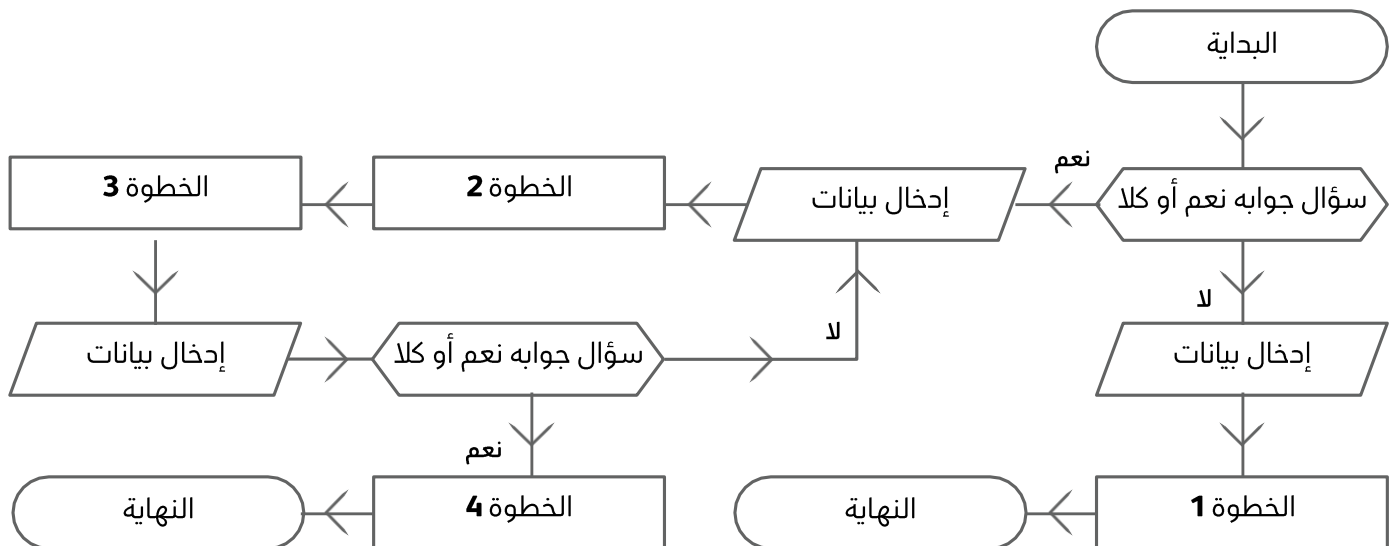 البداية
نعم
سؤال جوابه نعم أو كلا
إدخال بيانات
الخطوة 2
الخطوة 3
لا
إدخال بيانات
لا
سؤال جوابه نعم أو كلا
إدخال بيانات
نعم
الخطوة 1
النهاية
الخطوة 4
النهاية